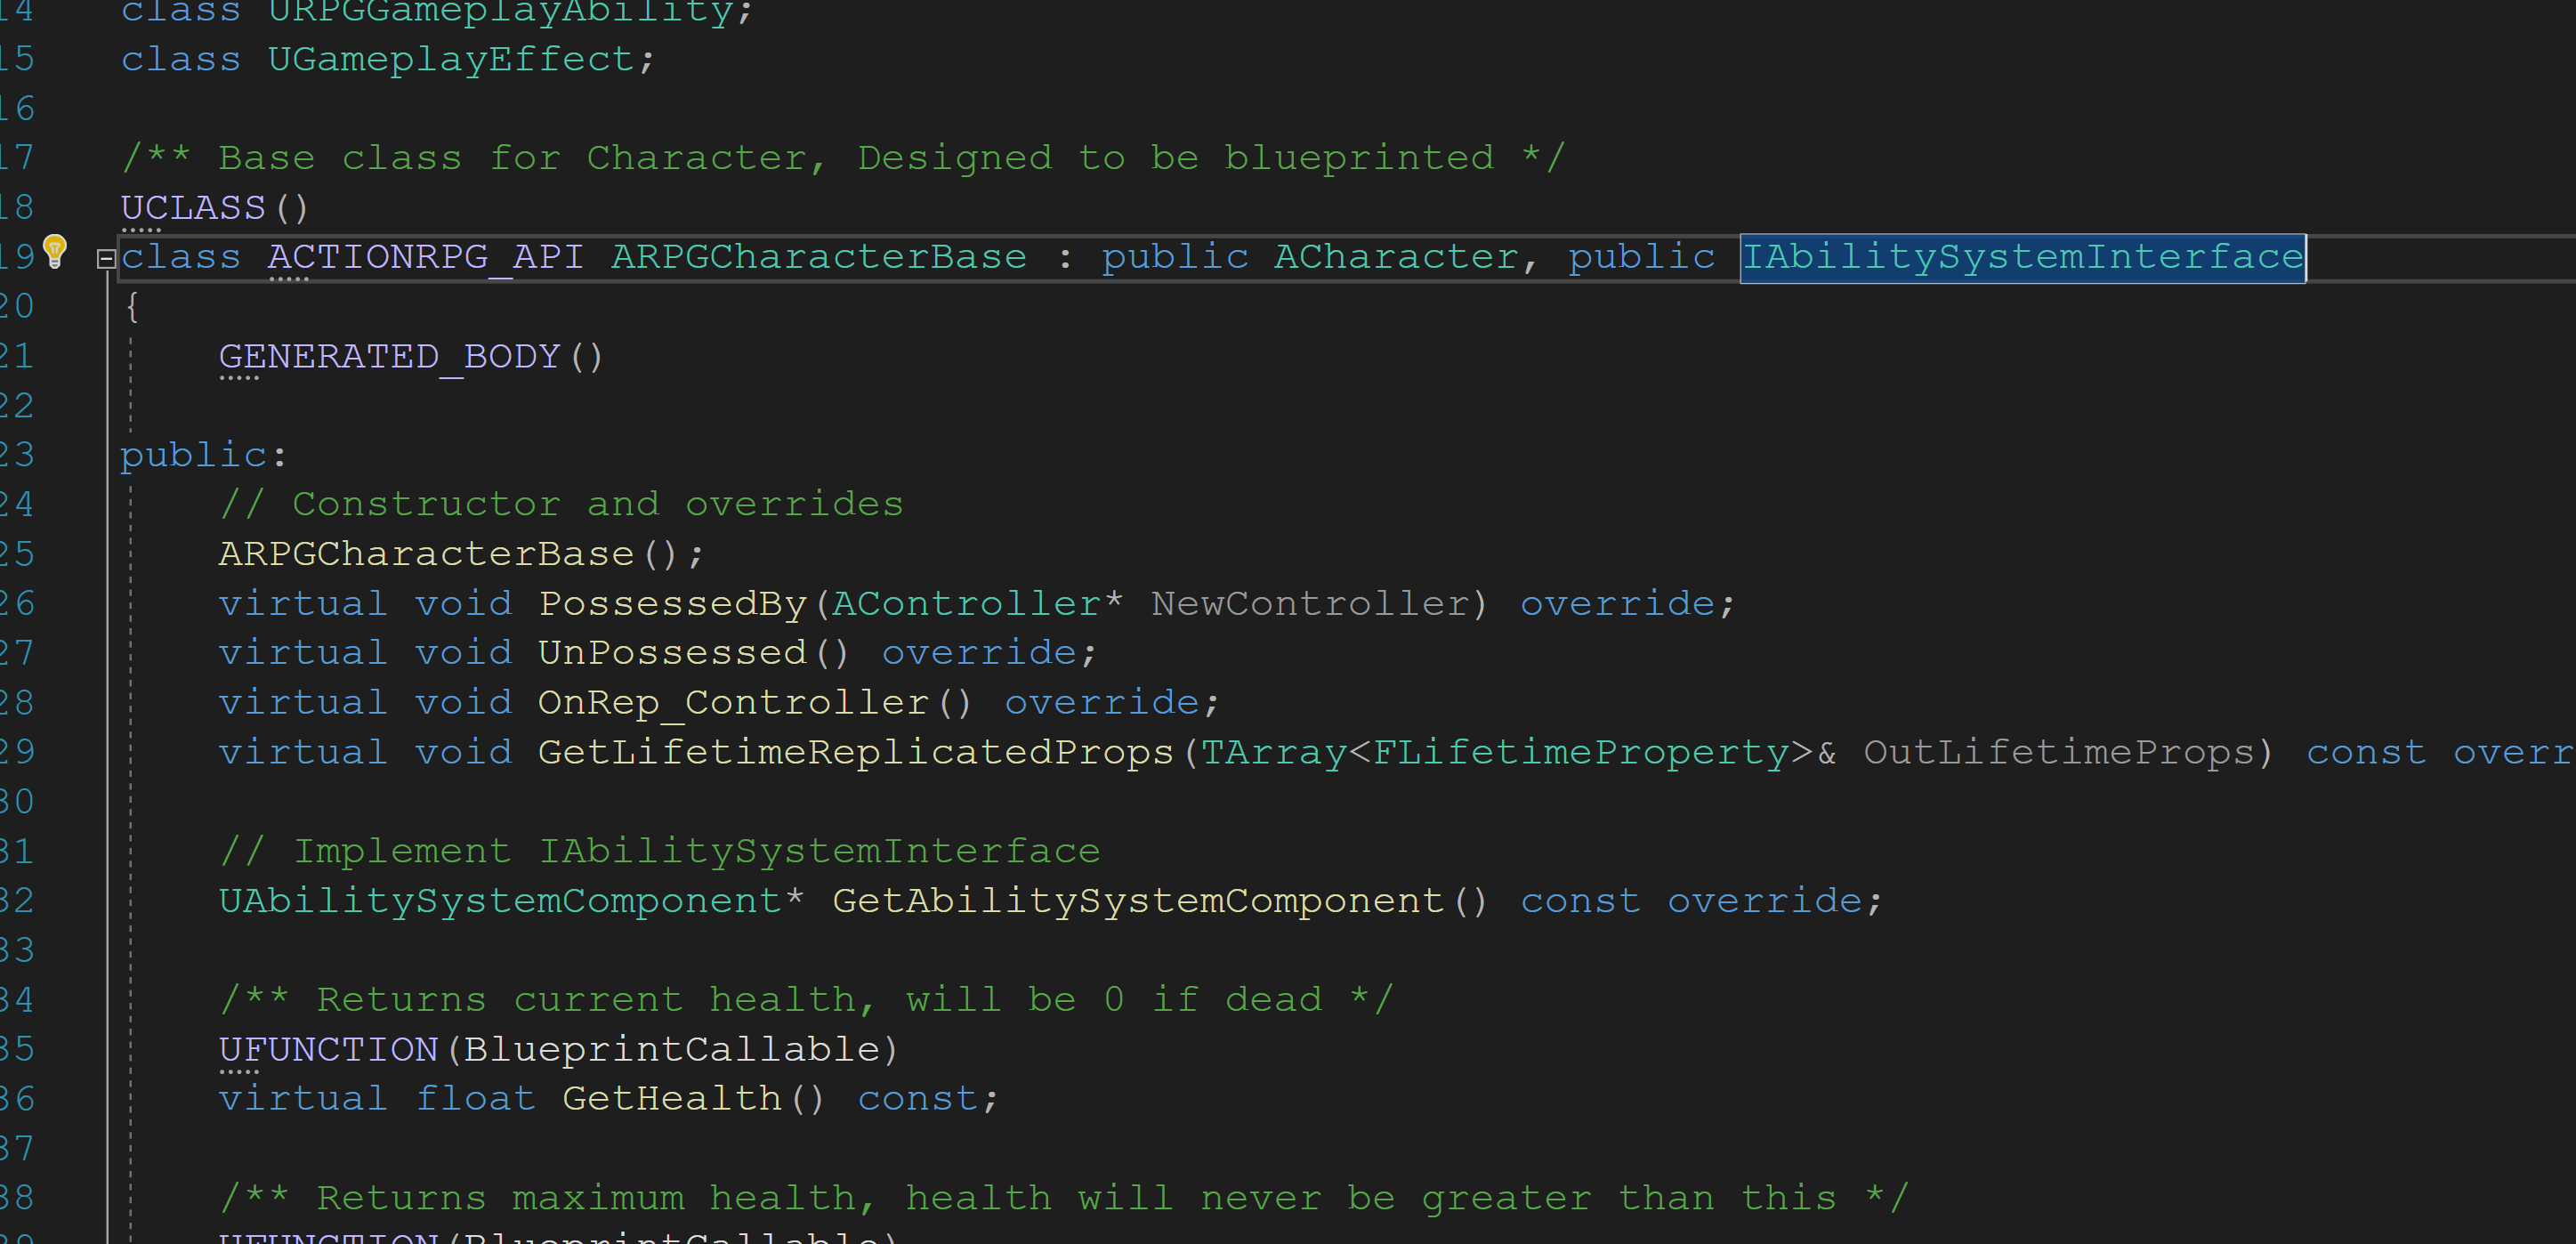 14 class URPGGameplayAbility;
15 class UGameplayEffect;
16
17 /** Base class for Character, Designed to be blueprinted */
18 UCLASS()
19 class ACTIONRPG_API ARPGCharacterBase : public ACharacter, public IAbilitySystemInterface
20 {
21 GENERATED_BODY()
22
23 public:
24 // Constructor and overrides
25 ARPGCharacterBase();
26 virtual void PossessedBy(AController* NewController) override;
27 virtual void UnPossessed() override;
28 virtual void OnRep_Controller() override;
29 virtual void GetLifetimeReplicatedProps(TArray<FLifetimeProperty>& OutLifetimeProps) const overr
30
31 // Implement IAbilitySystemInterface
32 UAbilitySystemComponent* GetAbilitySystemComponent() const override;
33
34 /** Returns current health, will be 0 if dead */
35 UFUNCTION(BlueprintCallable)
36 virtual float GetHealth() const;
37
38 /** Returns maximum health, health will never be greater than this */
39 UFUNCTION(BlueprintCallable)